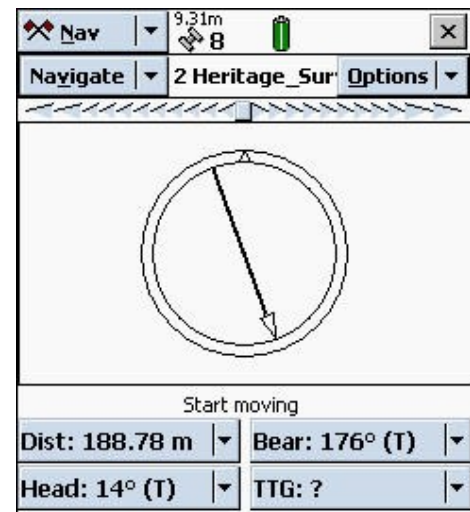 Nav
9.31m
8
Navigate 2 Heritage_Sur Options
Start moving
Dist: 188.78 m Bear: 176° (T)
Head: 14° (T) TTG: ?